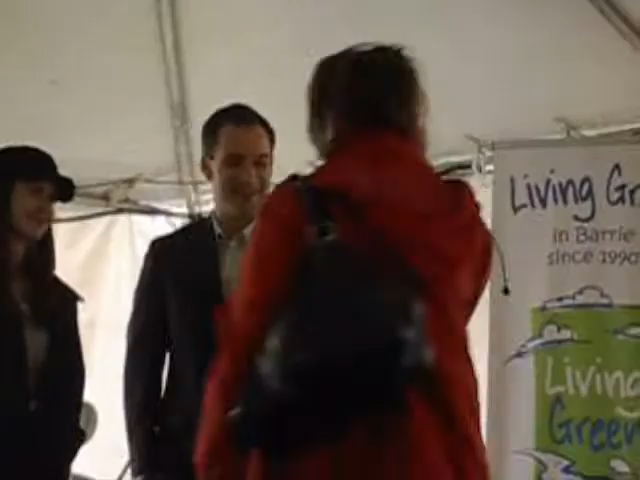 Living Gr
in Barrie
since 1990
Living
Green